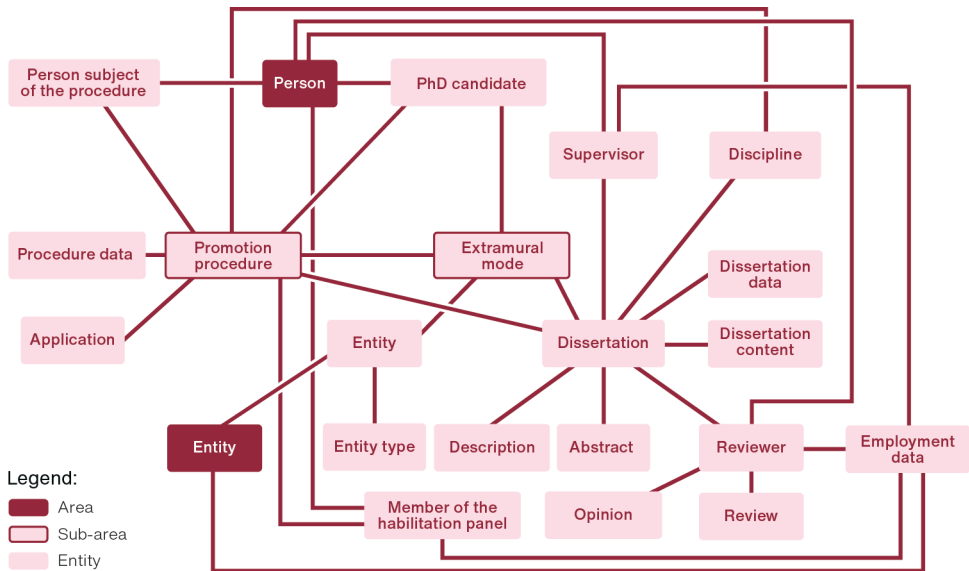 Person subject
of the procedure
Person
PhD candidate
Supervisor
Discipline
Procedure data
Promotion
procedure
Extramural
mode
Dissertation
data
Application
Entity
Dissertation
Dissertation
content
Entity
Entity type
Description
Abstract
Reviewer
Employment
data
Member of the
habilitation panel
Opinion
Review
Legend:
Area
Sub-area
Entity